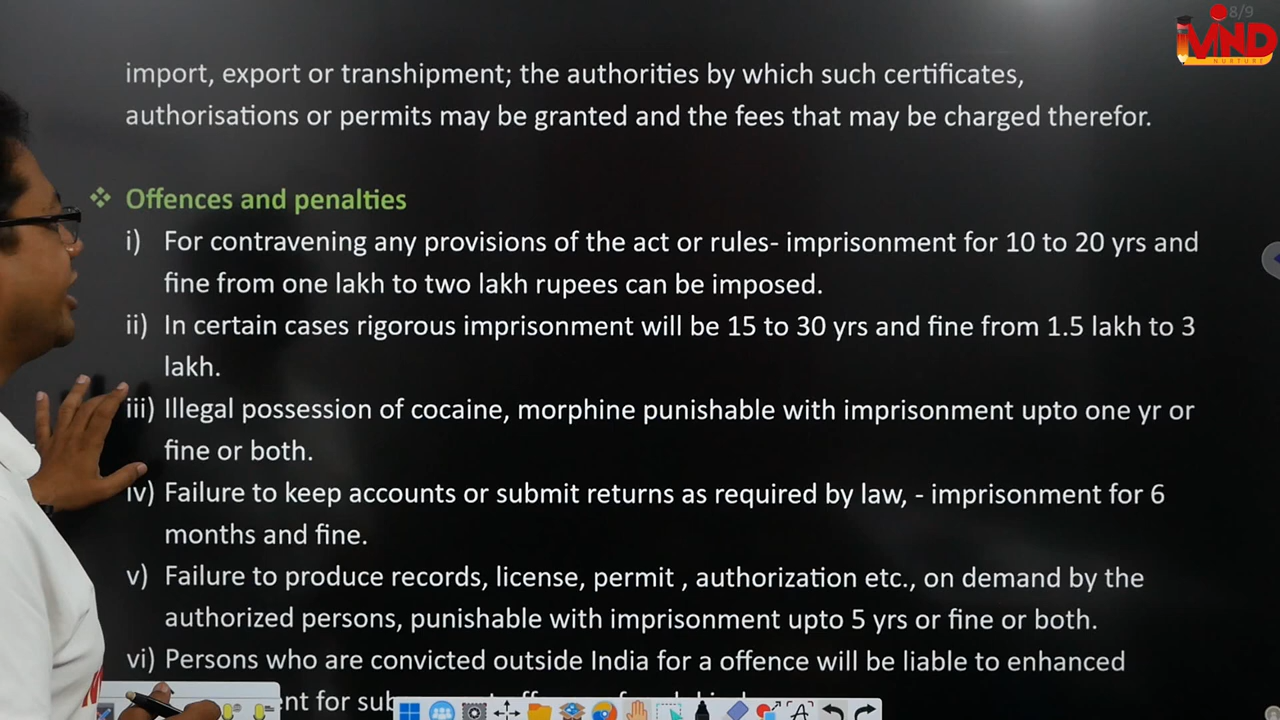 8/9
MND
NURTURE
import, export or transhipment; the authorities by which such certificates,
authorisations or permits may be granted and the fees that may be charged therefor.
❖ Offences and penalties
i) For contravening any provisions of the act or rules- imprisonment for 10 to 20 yrs and
fine from one lakh to two lakh rupees can be imposed.
ii) In certain cases rigorous imprisonment will be 15 to 30 yrs and fine from 1.5 lakh to 3
lakh.
iii) Illegal possession of cocaine, morphine punishable with imprisonment upto one yr or
fine or both.
iv) Failure to keep accounts or submit returns as required by law, - imprisonment for 6
months and fine.
v) Failure to produce records, license, permit , authorization etc., on demand by the
authorized persons, punishable with imprisonment upto 5 yrs or fine or both.
vi) Persons who are convicted outside India for a offence will be liable to enhanced
for